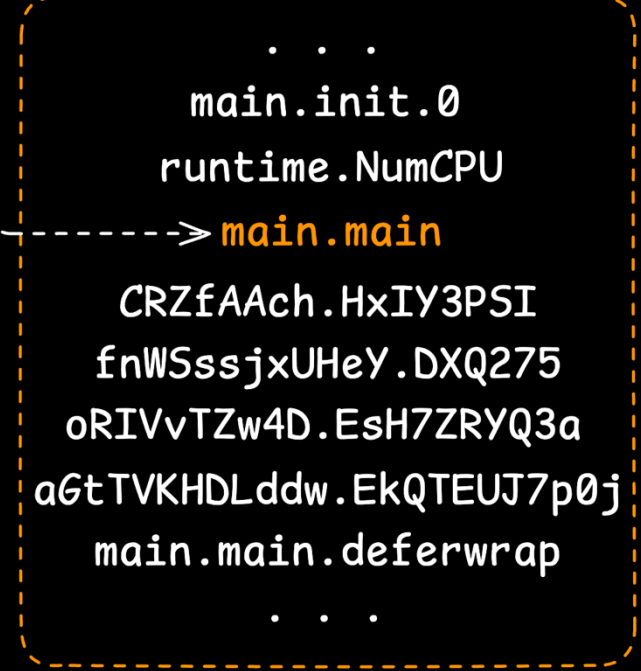 . . .
main.init.0
runtime.NumCPU
main.main
CRZfAAch.HxIY3PSI
fnWSssjxUHeY.DXQ275
oRIVvTZw4D.EsH7ZRYQ3a
aGtTVKHDLddw.EkQTEUJ7p0j
main.main.deferwrap
. . .